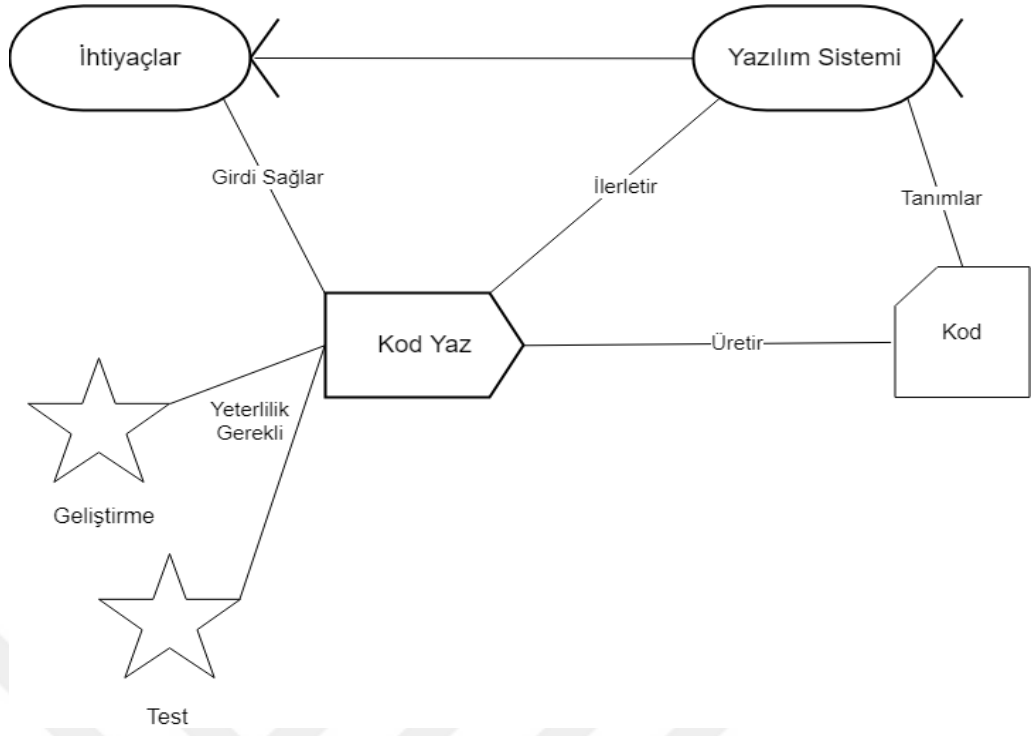 İhtiyaçlar
Yazılım Sistemi
Girdi Sağlar
İlerletir
Tanımlar
Kod Yaz
Üretir
Kod
Yeterlilik
Gerekli
Geliştirme
Test